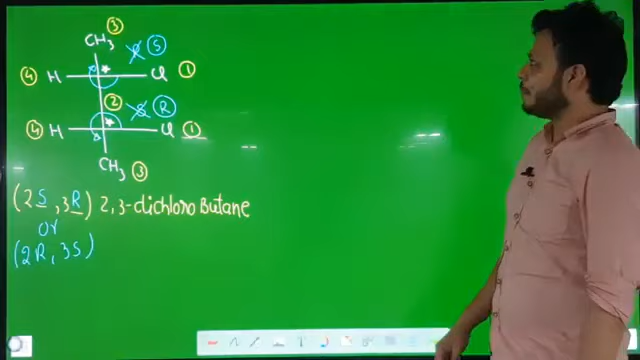 ③
CH3 R Ⓢ
④ H Cl ①
② S Ⓡ
④ H Cl ①
CH3 ③
(2S, 3R) 2,3-dichloro Butane
or
(2R, 3S)